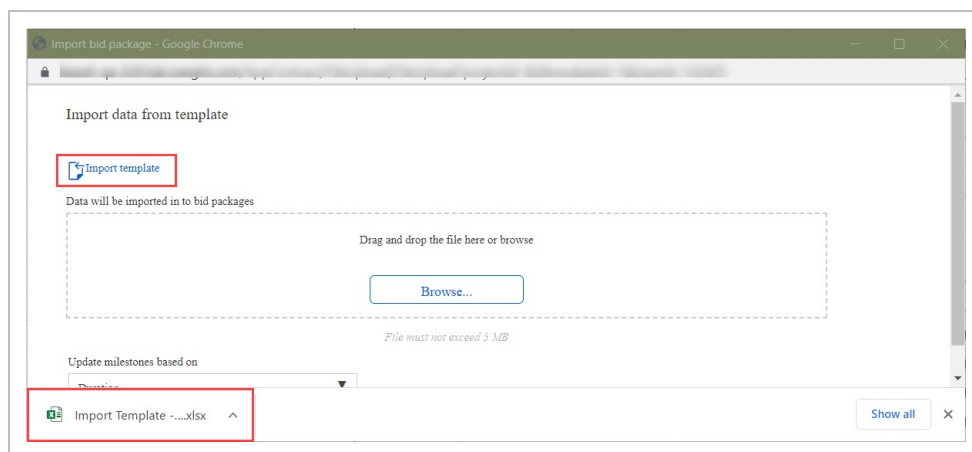 Import bid package - Google Chrome
Import data from template
Import template
Data will be imported in to bid packages
Drag and drop the file here or browse
Browse...
File must not exceed 5 MB
Update milestones based on
Duration
Import Template -....xlsx
Show all